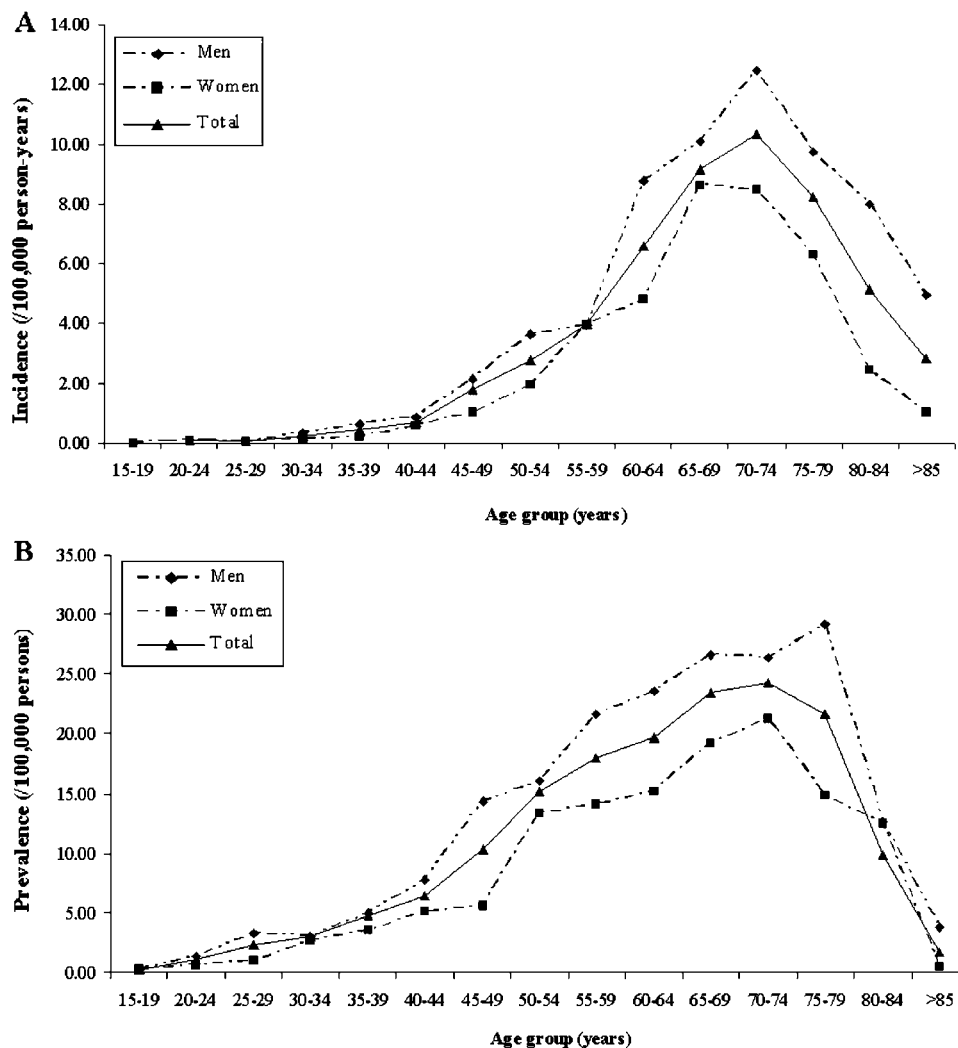 A
Incidence (/100,000 person-years)
14.00
12.00
10.00
8.00
6.00
4.00
2.00
0.00
Men
Women
Total
15-19 20-24 25-29 30-34 35-39 40-44 45-49 50-54 55-59 60-64 65-69 70-74 75-79 80-84 >85
Age group (years)
B
Prevalence (/100,000 persons)
35.00
30.00
25.00
20.00
15.00
10.00
5.00
0.00
Men
Women
Total
15-19 20-24 25-29 30-34 35-39 40-44 45-49 50-54 55-59 60-64 65-69 70-74 75-79 80-84 >85
Age group (years)